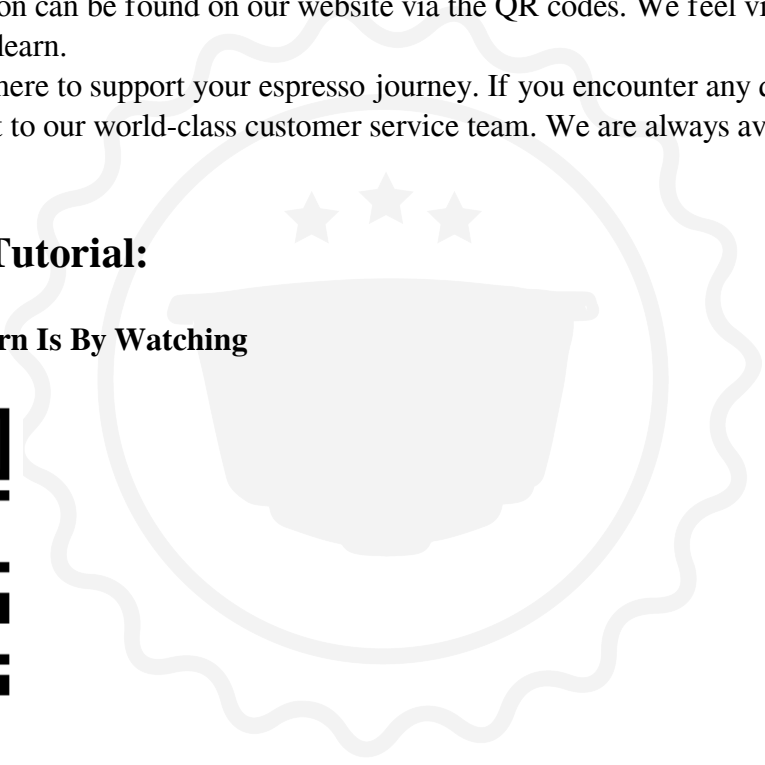 on can be found on our website via the QR codes. We feel vi
learn.
here to support your espresso journey. If you encounter any
t to our world-class customer service team. We are always av
Tutorial:
rn Is By Watching